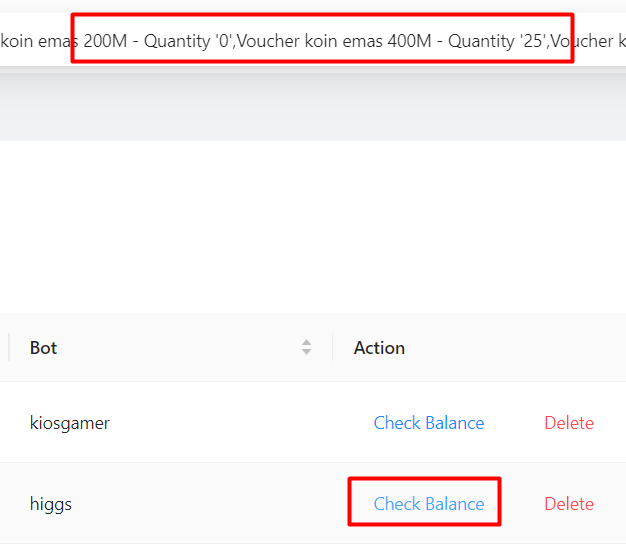 koin emas 200M - Quantity '0',Voucher koin emas 400M - Quantity '25',Voucher k
Bot Action
kiosgamer Check Balance Delete
higgs Check Balance Delete